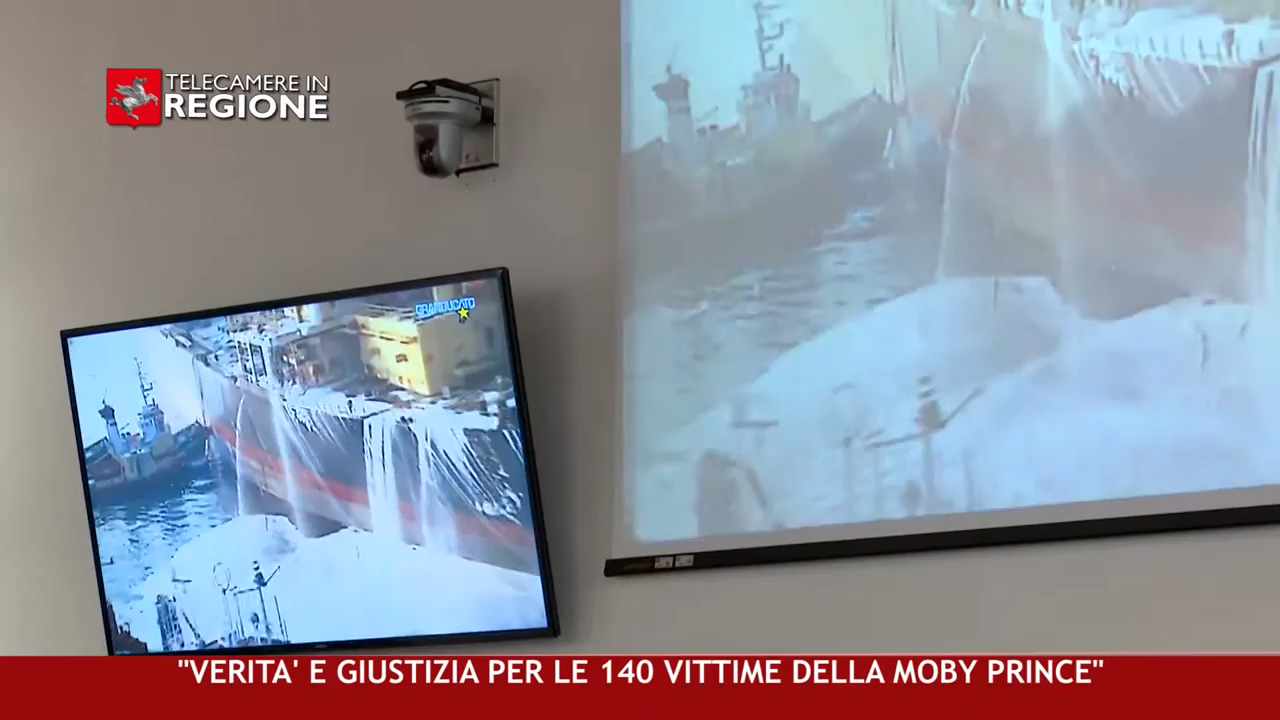 TELECAMERE IN
REGIONE
GRANDUCATO
"VERITA' E GIUSTIZIA PER LE 140 VITTIME DELLA MOBY PRINCE"